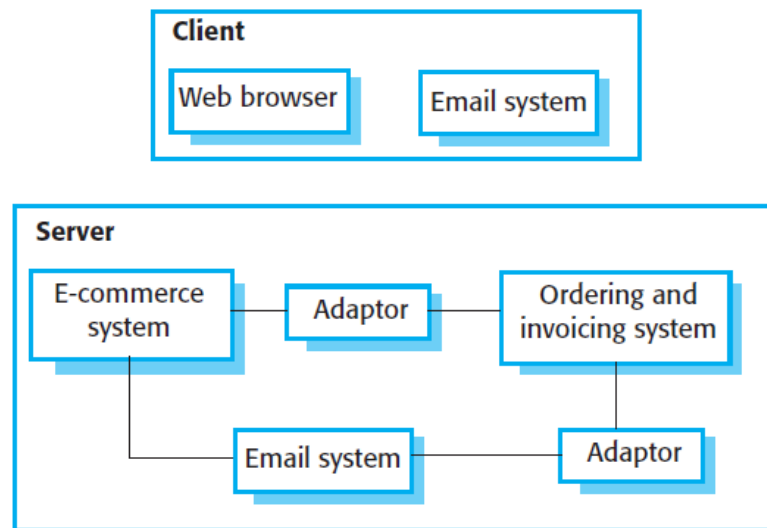 Client
Web browser
Email system
Server
E-commerce
system
Adaptor
Ordering and
invoicing system
Email system
Adaptor